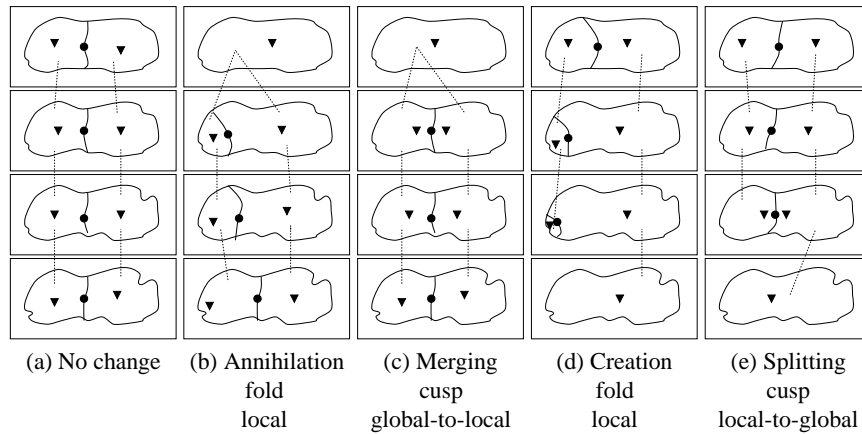 (a) No change
(b) Annihilation
fold
local
(c) Merging
cusp
global-to-local
(d) Creation
fold
local
(e) Splitting
cusp
local-to-global